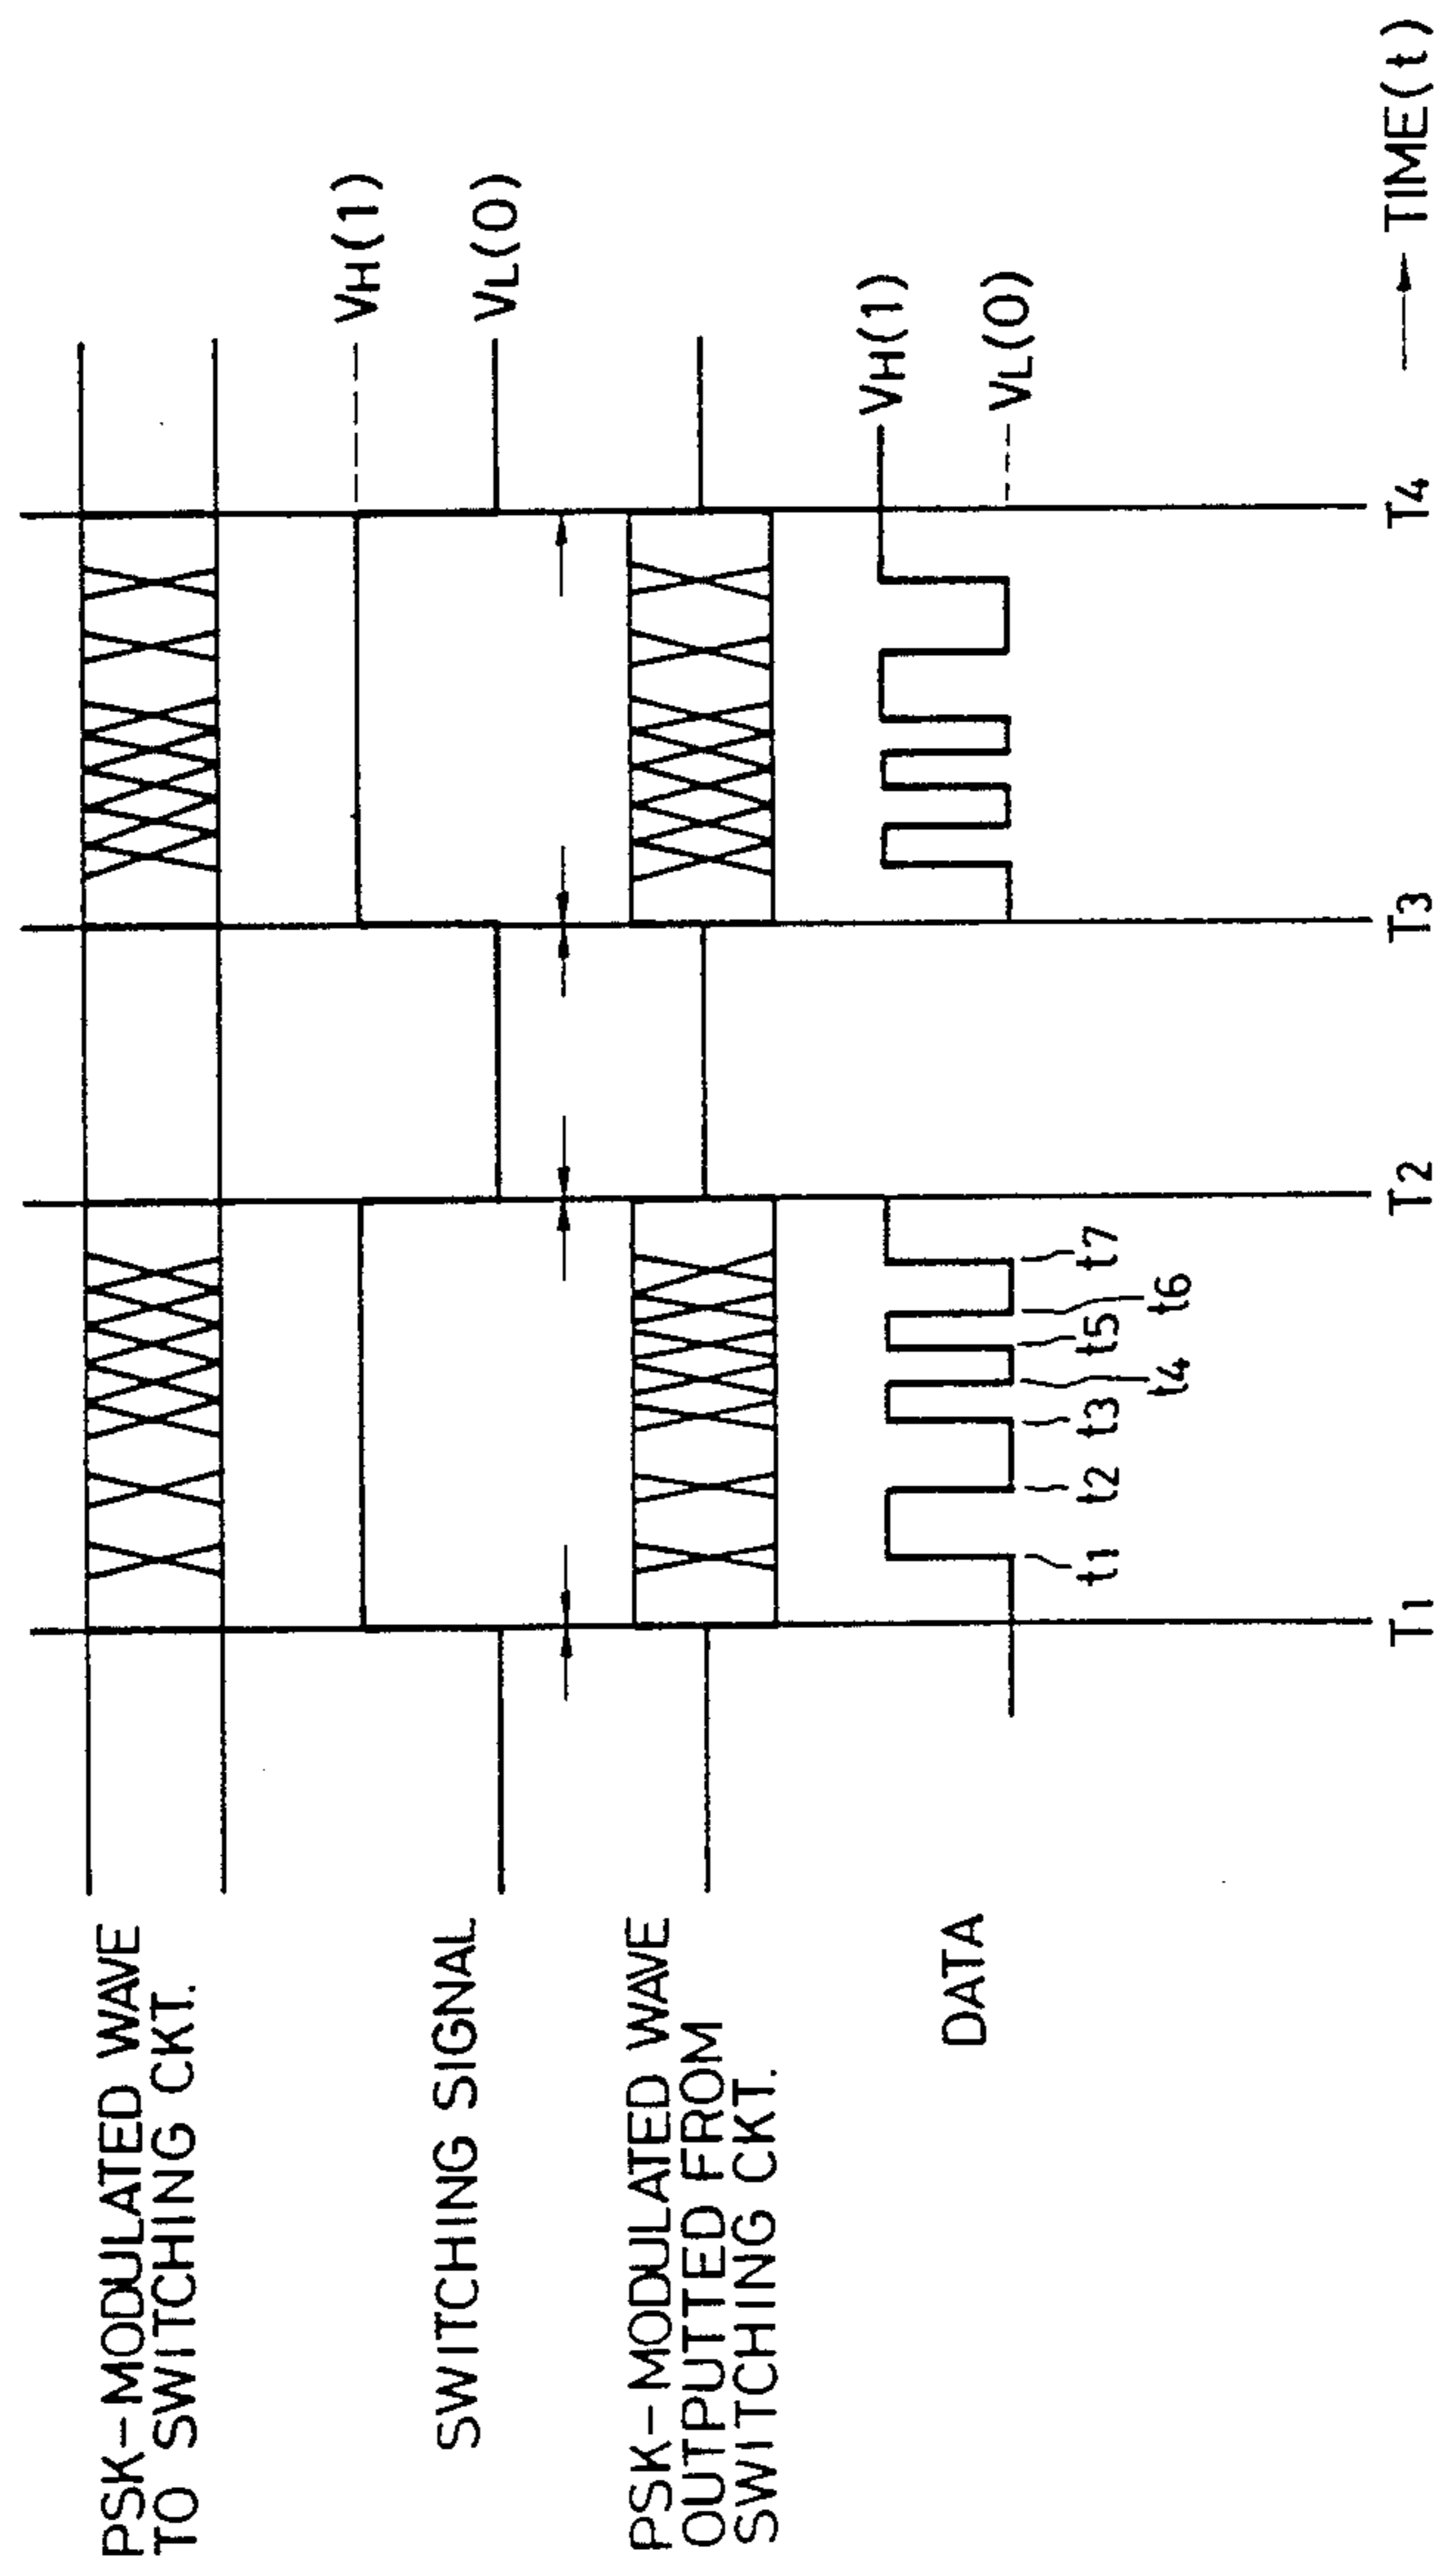 PSK-MODULATED WAVE
TO SWITCHING CKT.
VH(1)
SWITCHING SIGNAL
VL(0)
PSK-MODULATED WAVE
OUTPUTTED FROM
SWITCHING CKT.
DATA
VH(1)
VL(0)
t1 t2 t3 t4 t5 t6 t7
T1 T2 T3 T4 TIME(t)